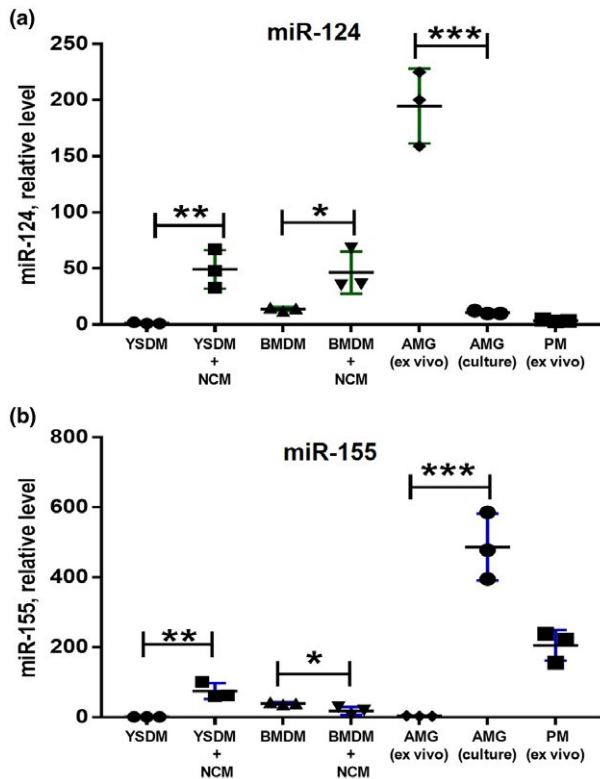 (a)
miR-124
***
250
200
150
100
50
0
miR-124, relative level
**
*
YSDM YSDM BMDM BMDM AMG AMG PM
+ + (ex vivo) (culture) (ex vivo)
NCM NCM
(b)
miR-155
800
600
400
200
0
miR-155, relative level
***
**
*
YSDM YSDM BMDM BMDM AMG AMG PM
+ + (ex vivo) (culture) (ex vivo)
NCM NCM